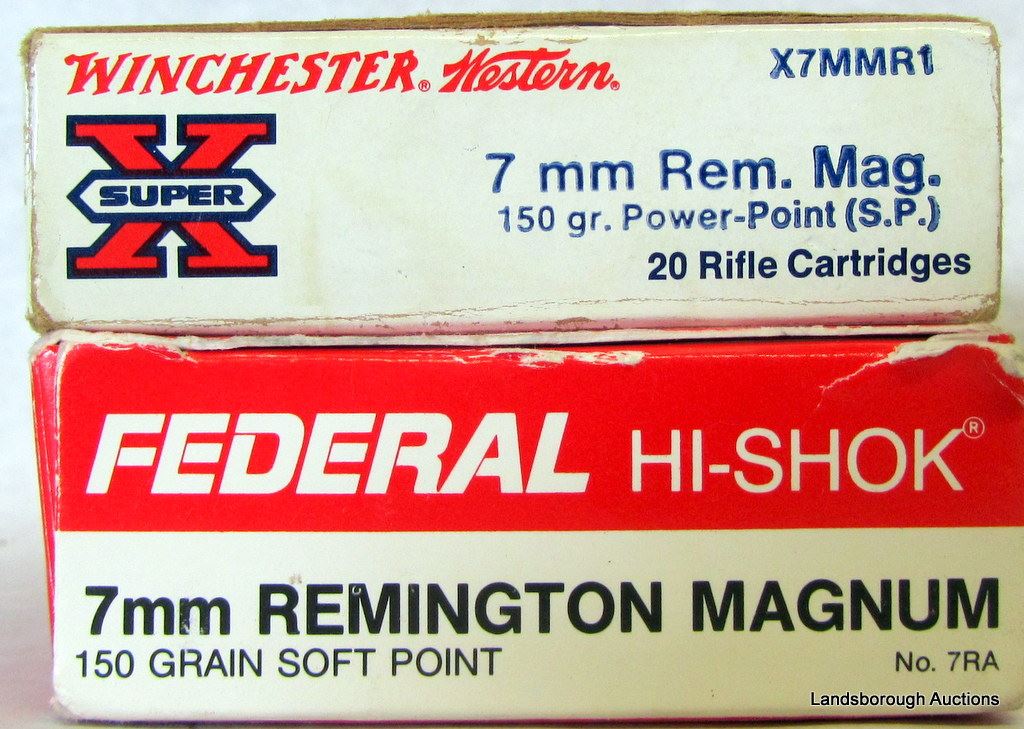 WINCHESTER® Western®
X7MMR1
SUPER X
7 mm Rem. Mag.
150 gr. Power-Point (S.P.)
20 Rifle Cartridges
FEDERAL HI-SHOK®
7mm REMINGTON MAGNUM
150 GRAIN SOFT POINT
No. 7RA
Landsborough Auctions